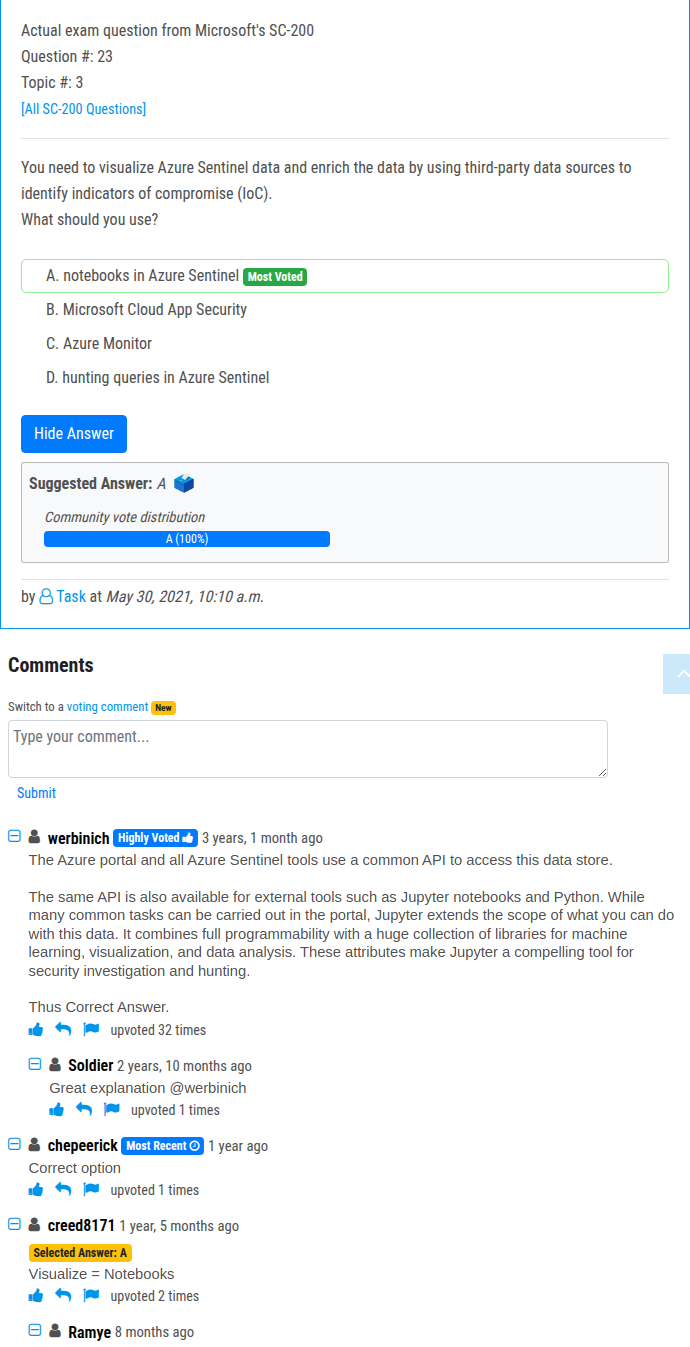 Actual exam question from Microsoft's SC-200
Question #: 23
Topic #: 3
[All SC-200 Questions]
You need to visualize Azure Sentinel data and enrich the data by using third-party data sources to
identify indicators of compromise (IoC).
What should you use?
A. notebooks in Azure Sentinel Most Voted
B. Microsoft Cloud App Security
C. Azure Monitor
D. hunting queries in Azure Sentinel
Hide Answer
Suggested Answer: A
Community vote distribution
A (100%)
by Task at May 30, 2021, 10:10 a.m.
Comments
Switch to a voting comment New
Type your comment...
Submit
werbinich Highly Voted 3 years, 1 month ago
The Azure portal and all Azure Sentinel tools use a common API to access this data store.
The same API is also available for external tools such as Jupyter notebooks and Python. While
many common tasks can be carried out in the portal, Jupyter extends the scope of what you can do
with this data. It combines full programmability with a huge collection of libraries for machine
learning, visualization, and data analysis. These attributes make Jupyter a compelling tool for
security investigation and hunting.
Thus Correct Answer.
upvoted 32 times
Soldier 2 years, 10 months ago
Great explanation @werbinich
upvoted 1 times
chepeerick Most Recent 1 year ago
Correct option
upvoted 1 times
creed8171 1 year, 5 months ago
Selected Answer: A
Visualize = Notebooks
upvoted 2 times
Ramye 8 months ago